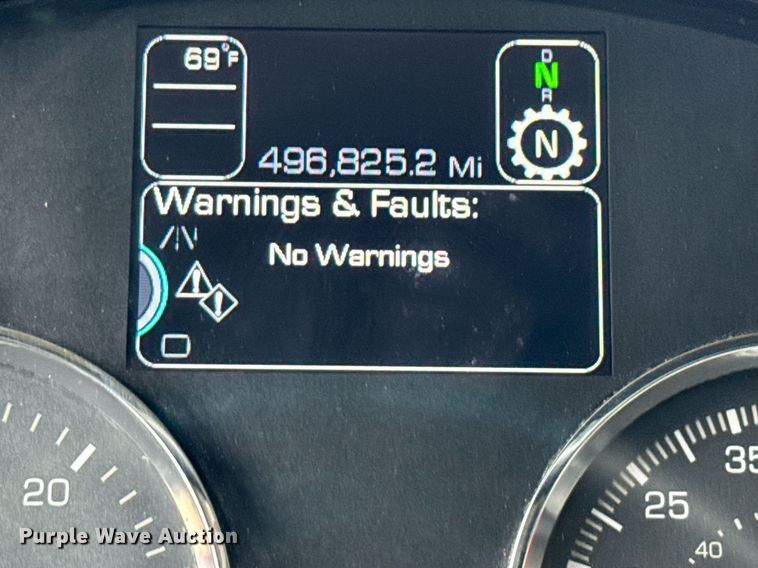 69°F
D
N
R
N
496,825.2 Mi
Warnings & Faults:
No Warnings
20
25
35
40
Purple Wave Auction